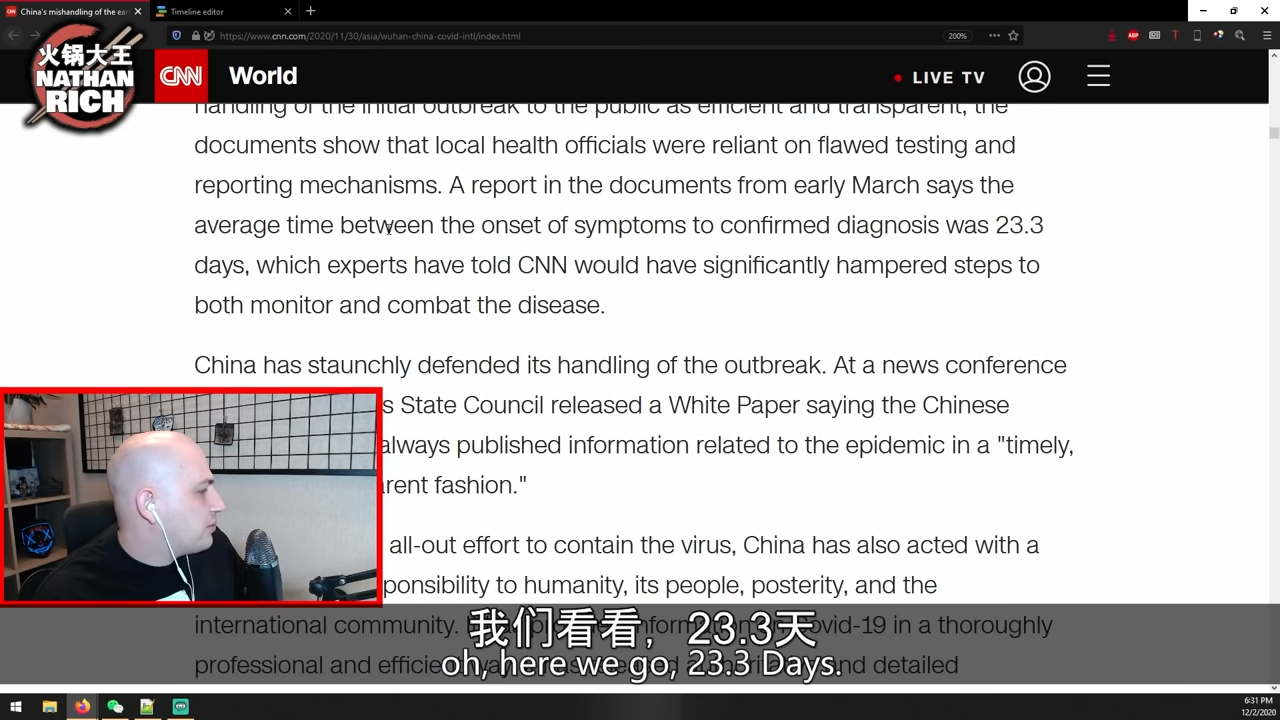 China's mishandling of the ear
Timeline editor
https://www.cnn.com/2020/11/30/asia/wuhan-china-covid-intl/index.html
200%
ABP
火锅大王
NATHAN
RICH
CNN
World
LIVE TV
handling of the initial outbreak to the public as efficient and transparent, the
documents show that local health officials were reliant on flawed testing and
reporting mechanisms. A report in the documents from early March says the
average time between the onset of symptoms to confirmed diagnosis was 23.3
days, which experts have told CNN would have significantly hampered steps to
both monitor and combat the disease.
China has staunchly defended its handling of the outbreak. At a news conference
s State Council released a White Paper saying the Chinese
always published information related to the epidemic in a "timely,
arent fashion."
all-out effort to contain the virus, China has also acted with a
ponsibility to humanity, its people, posterity, and the
international community.
ovid-19 in a thoroughly
professional and efficie
nd detailed
我们看看，23.3天
oh, here we go, 23.3 Days.
6:31 PM
12/2/2020